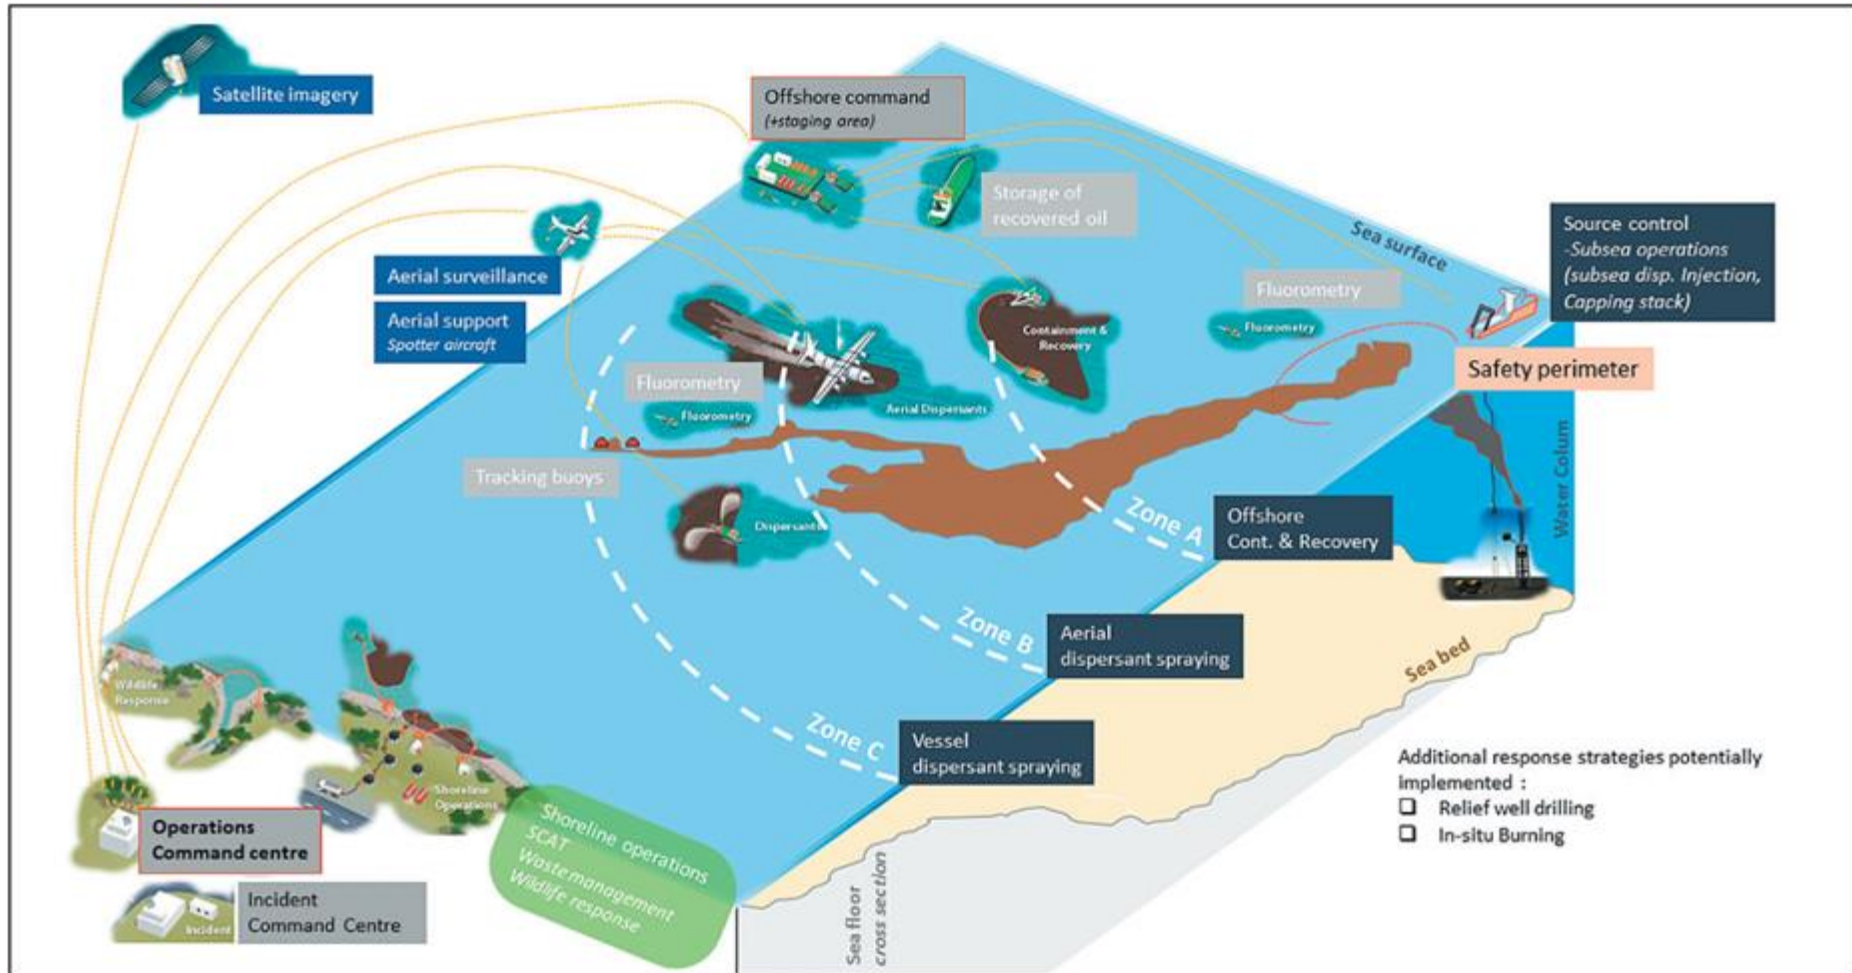 Satellite imagery
Offshore command
(+staging area)
Storage of
recovered oil
Sea surface
Source control
-Subsea operations
(subsea disp. Injection,
Capping stack)
Aerial surveillance
Aerial support
Spotter aircraft
Fluorometry
Fluorometry
Containment &
Recovery
Safety perimeter
Fluorometry
Fluorometry
Aerial Dispersants
Tracking buoys
Dispersants
Water Colum
Zone A
Offshore
Cont. & Recovery
Zone B
Aerial
dispersant spraying
Sea bed
Zone C
Vessel
dispersant spraying
Wildlife
Response
Shoreline
Operations
Operations
Command centre
Incident
Incident
Command Centre
Shoreline operations
SCAT
Waste management
Wildlife response
Sea floor
cross section
Additional response strategies potentially
implemented :
Relief well drilling
In-situ Burning